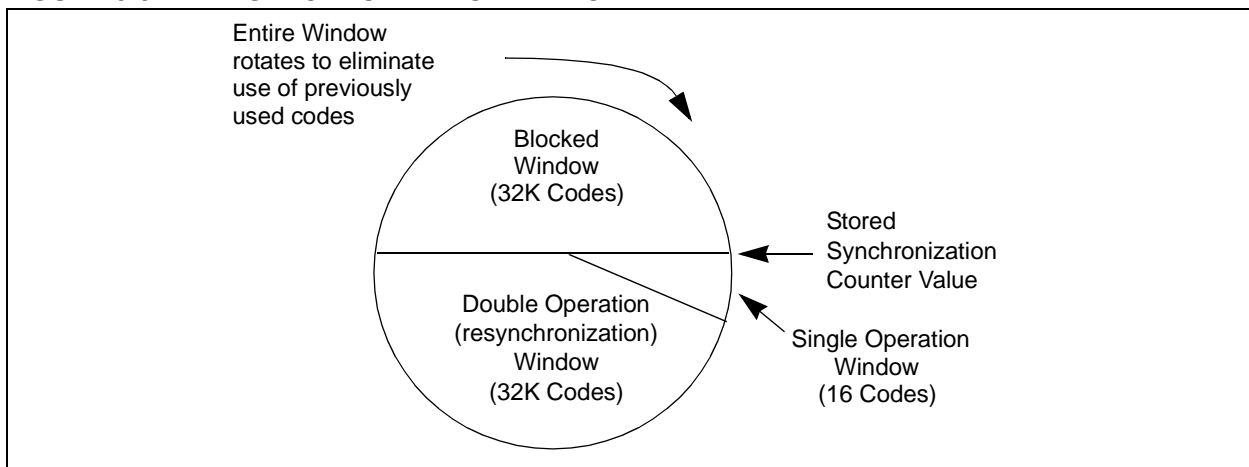 Entire Window
rotates to eliminate
use of previously
used codes
Blocked
Window
(32K Codes)
Stored
Synchronization
Counter Value
Double Operation
(resynchronization)
Window
(32K Codes)
Single Operation
Window
(16 Codes)